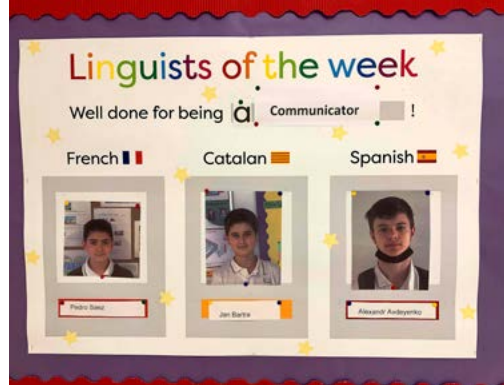 Linguists of the week
Well done for being a Communicator !
French Catalan Spanish
Pedro Saez Jan Bartra Alexandr Avdeyenko